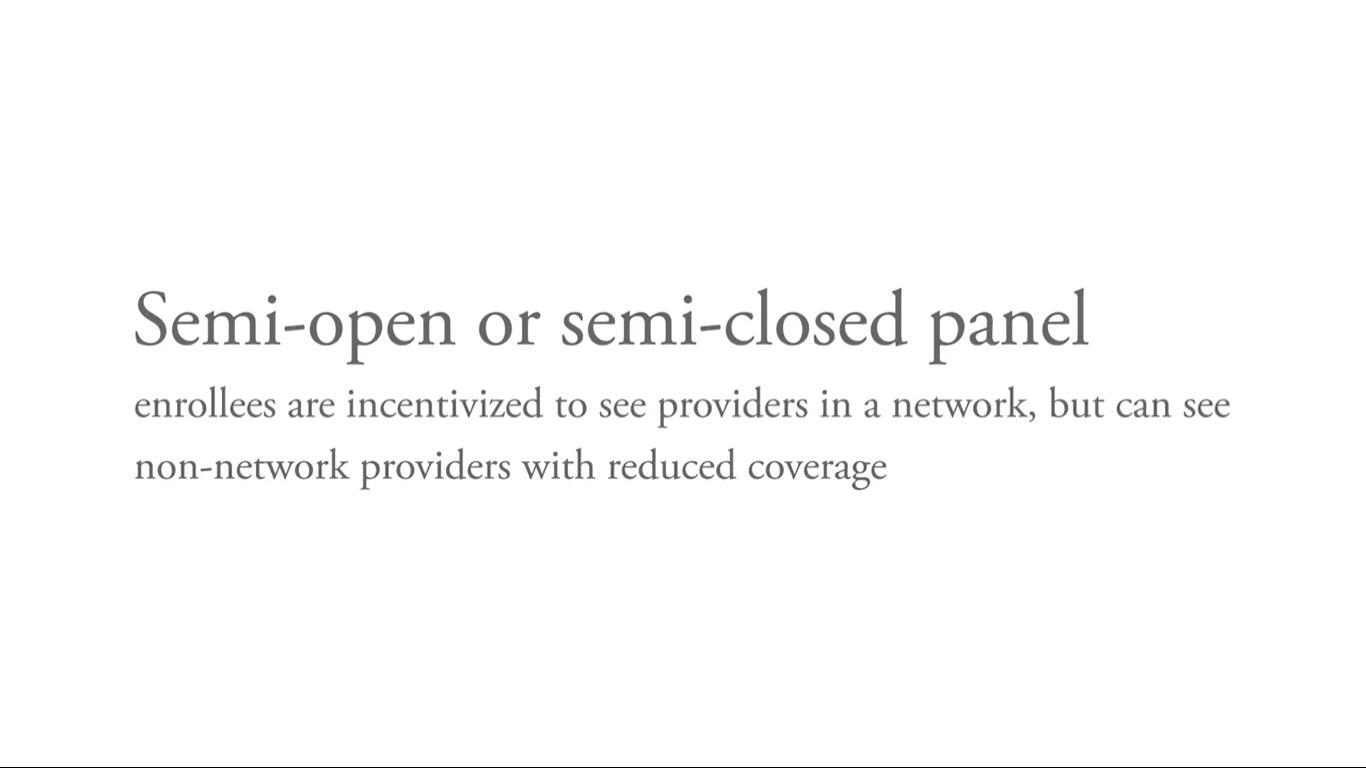 Semi-open or semi-closed panel
enrollees are incentivized to see providers in a network, but can see
non-network providers with reduced coverage